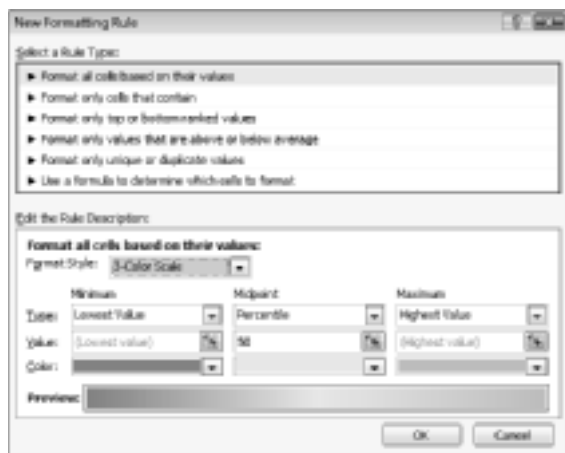 New Formatting Rule
Select a Rule Type:
► Format all cells based on their values
► Format only cells that contain
► Format only top or bottom ranked values
► Format only values that are above or below average
► Format only unique or duplicate values
► Use a formula to determine which cells to format
Edit the Rule Description:
Format all cells based on their values:
Format Style: 3-Color Scale
Minimum Midpoint Maximum
Type: Lowest Value Percentile Highest Value
Value: (Lowest value) 50 (Highest value)
Color:
Preview:
OK Cancel